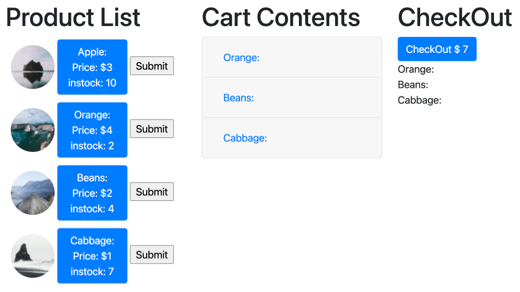 Product List
Apple:
Price: $3
instock: 10
Submit
Orange:
Price: $4
instock: 2
Submit
Beans:
Price: $2
instock: 4
Submit
Cabbage:
Price: $1
instock: 7
Submit
Cart Contents
Orange:
Beans:
Cabbage:
CheckOut
CheckOut $ 7
Orange:
Beans:
Cabbage: